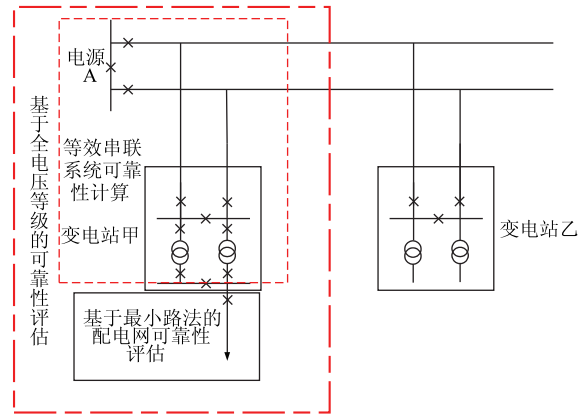 电源
A
基于全电压等级的可靠性评估
等效串联
系统可靠
性计算
变电站甲
变电站乙
基于最小路法的
配电网可靠性
评估